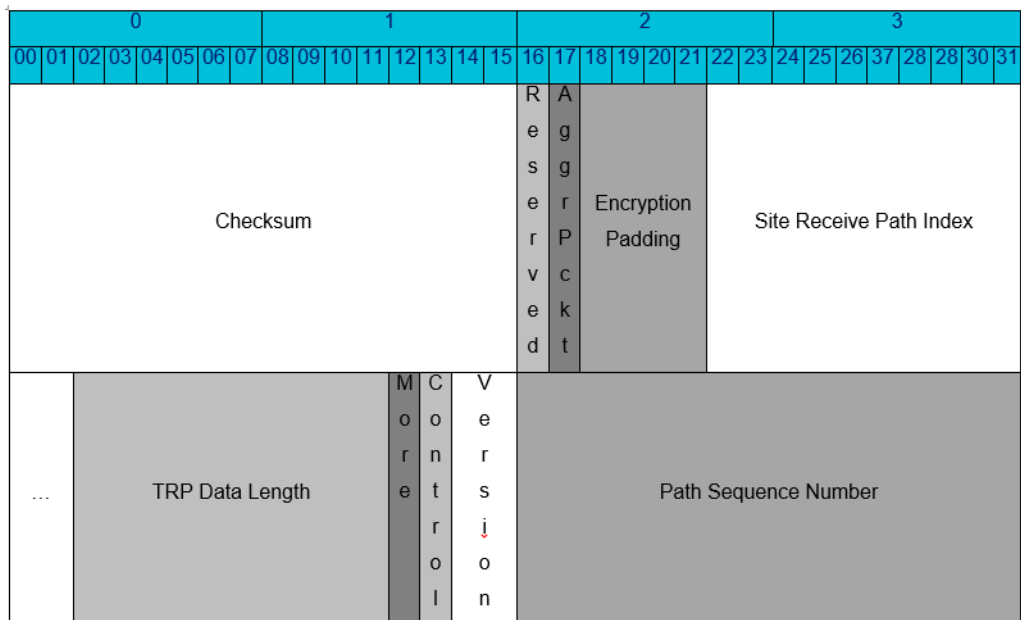 0 1 2 3
00 01 02 03 04 05 06 07 08 09 10 11 12 13 14 15 16 17 18 19 20 21 22 23 24 25 26 37 28 28 30 31
Checksum
Reserved
AggrPckt
Encryption
Padding
Site Receive Path Index
...
TRP Data Length
More
Control
Version
Path Sequence Number